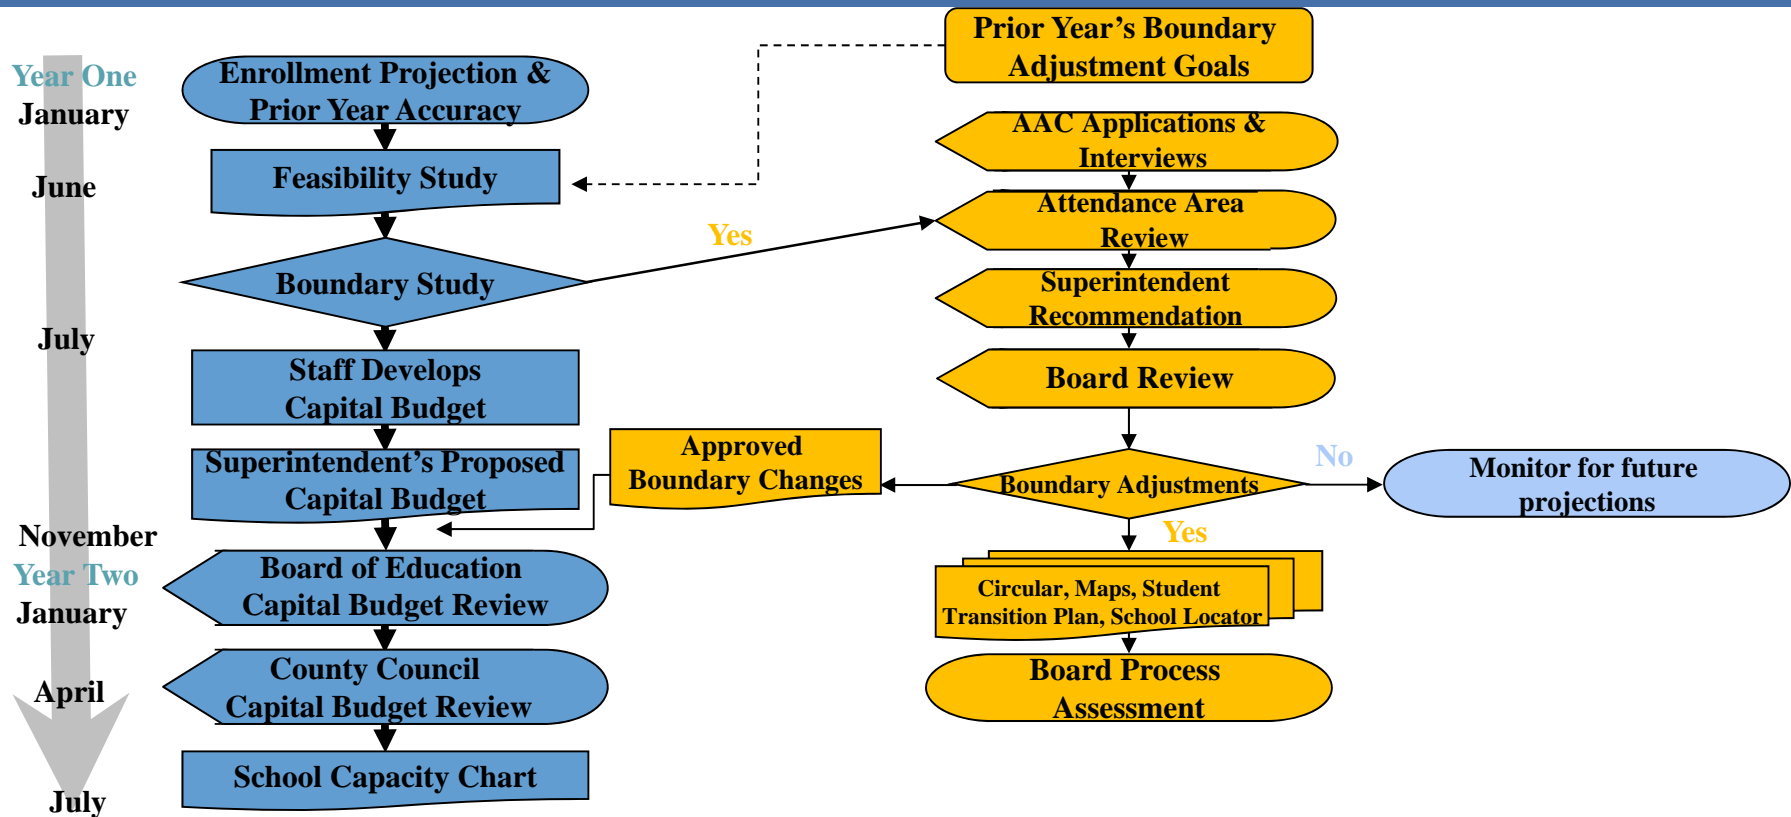 Year One
January
June
July
November
Year Two
January
April
July
Enrollment Projection &
Prior Year Accuracy
Feasibility Study
Boundary Study
Staff Develops
Capital Budget
Superintendent’s Proposed
Capital Budget
Board of Education
Capital Budget Review
County Council
Capital Budget Review
School Capacity Chart
Yes
Prior Year’s Boundary
Adjustment Goals
AAC Applications &
Interviews
Attendance Area
Review
Superintendent
Recommendation
Board Review
Approved
Boundary Changes
Boundary Adjustments
No
Monitor for future
projections
Yes
Circular, Maps, Student
Transition Plan, School Locator
Board Process
Assessment